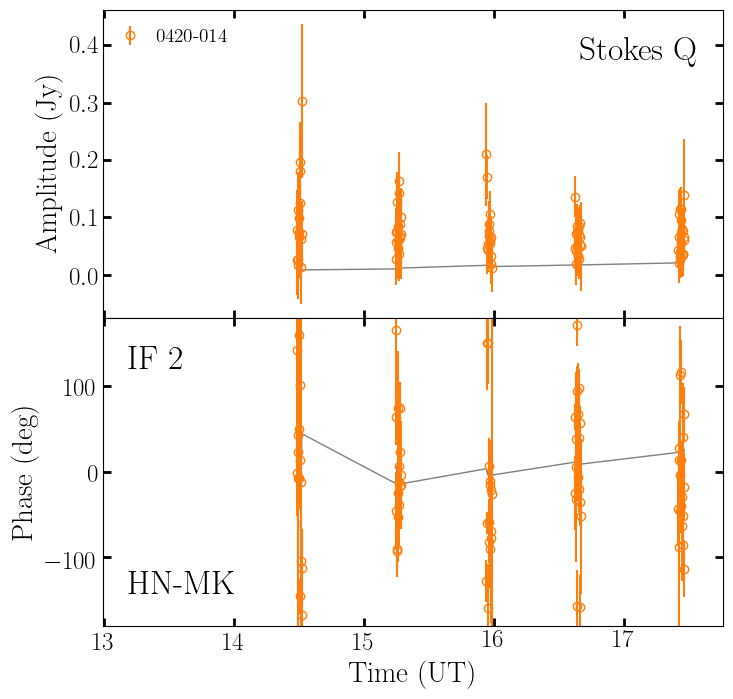 0420-014
Stokes Q
Amplitude (Jy)
0.4
0.3
0.2
0.1
0.0
IF 2
Phase (deg)
100
0
−100
HN-MK
13
14
15
16
17
Time (UT)